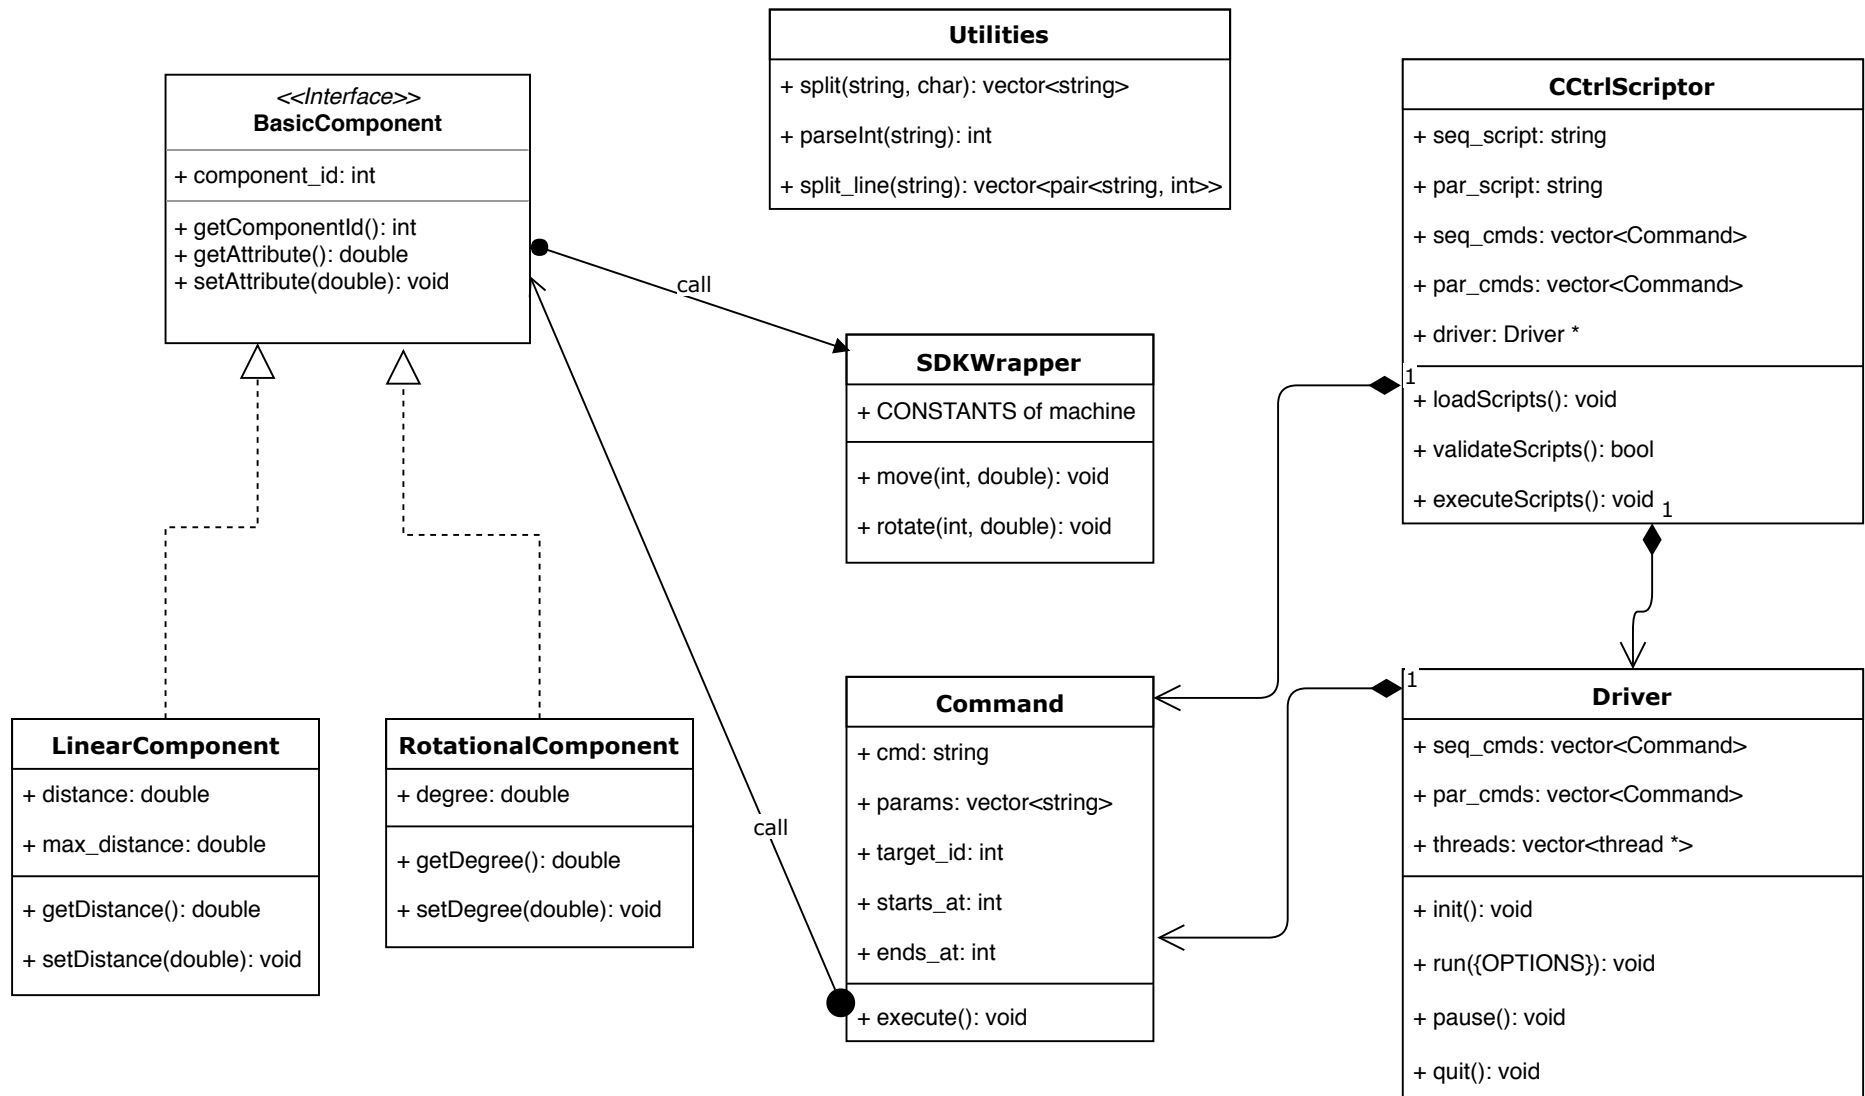 Utilities
+ split(string, char): vector<string>
+ parseInt(string): int
+ split_line(string): vector<pair<string, int>>
<<Interface>>
BasicComponent
+ component_id: int
+ getComponentId(): int
+ getAttribute(): double
+ setAttribute(double): void
call
CCtrlScriptor
+ seq_script: string
+ par_script: string
+ seq_cmds: vector<Command>
+ par_cmds: vector<Command>
+ driver: Driver *
1
+ loadScripts(): void
+ validateScripts(): bool
+ executeScripts(): void
1
SDKWrapper
+ CONSTANTS of machine
+ move(int, double): void
+ rotate(int, double): void
LinearComponent
+ distance: double
+ max_distance: double
+ getDistance(): double
+ setDistance(double): void
RotationalComponent
+ degree: double
+ getDegree(): double
+ setDegree(double): void
call
Command
+ cmd: string
+ params: vector<string>
+ target_id: int
+ starts_at: int
+ ends_at: int
+ execute(): void
1
Driver
+ seq_cmds: vector<Command>
+ par_cmds: vector<Command>
+ threads: vector<thread *>
+ init(): void
+ run({OPTIONS}): void
+ pause(): void
+ quit(): void